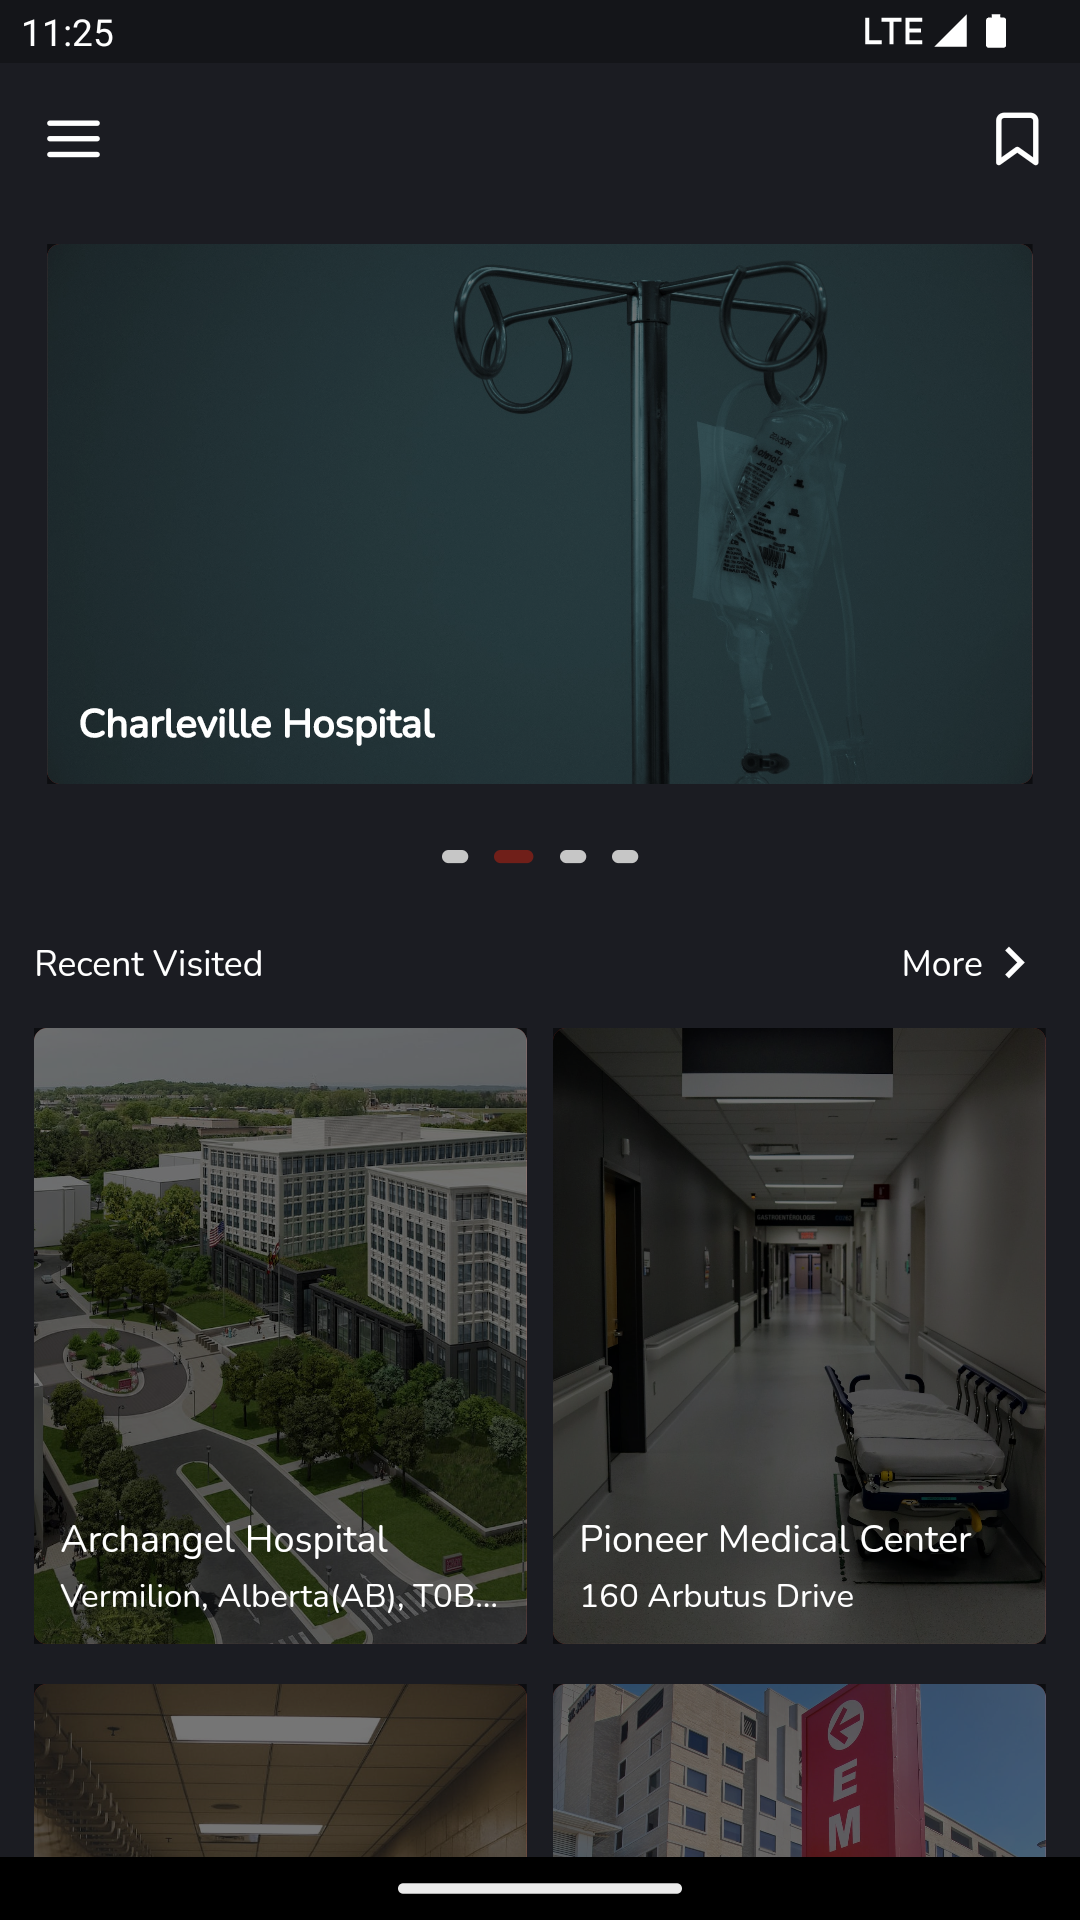 11:25
LTE
Charleville Hospital
Recent Visited
More
Archangel Hospital
Vermilion, Alberta(AB), T0B...
Pioneer Medical Center
160 Arbutus Drive
GASTROENTÉROLOGIE
E
M